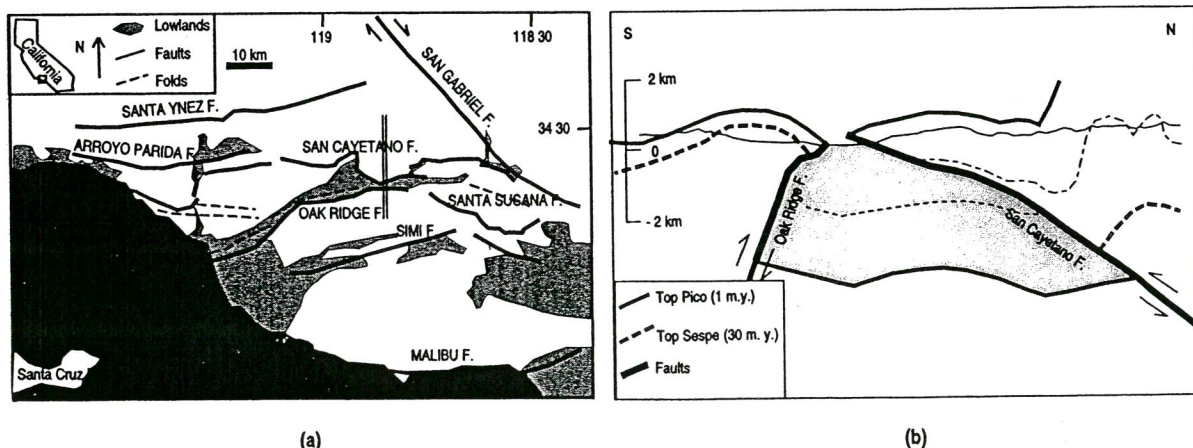 California
N
Lowlands
Faults
Folds
10 km
119
118 30
34 30
SAN GABRIEL F.
SANTA YNEZ F.
ARROYO PARIDA F.
SAN CAYETANO F.
OAK RIDGE F.
SANTA SUSANA F.
SIMI F.
MALIBU F.
Santa Cruz
(a)
S
N
2 km
0
-2 km
Oak Ridge F.
San Cayetano F.
Top Pico (1 m.y.)
Top Sespe (30 m. y.)
Faults
(b)